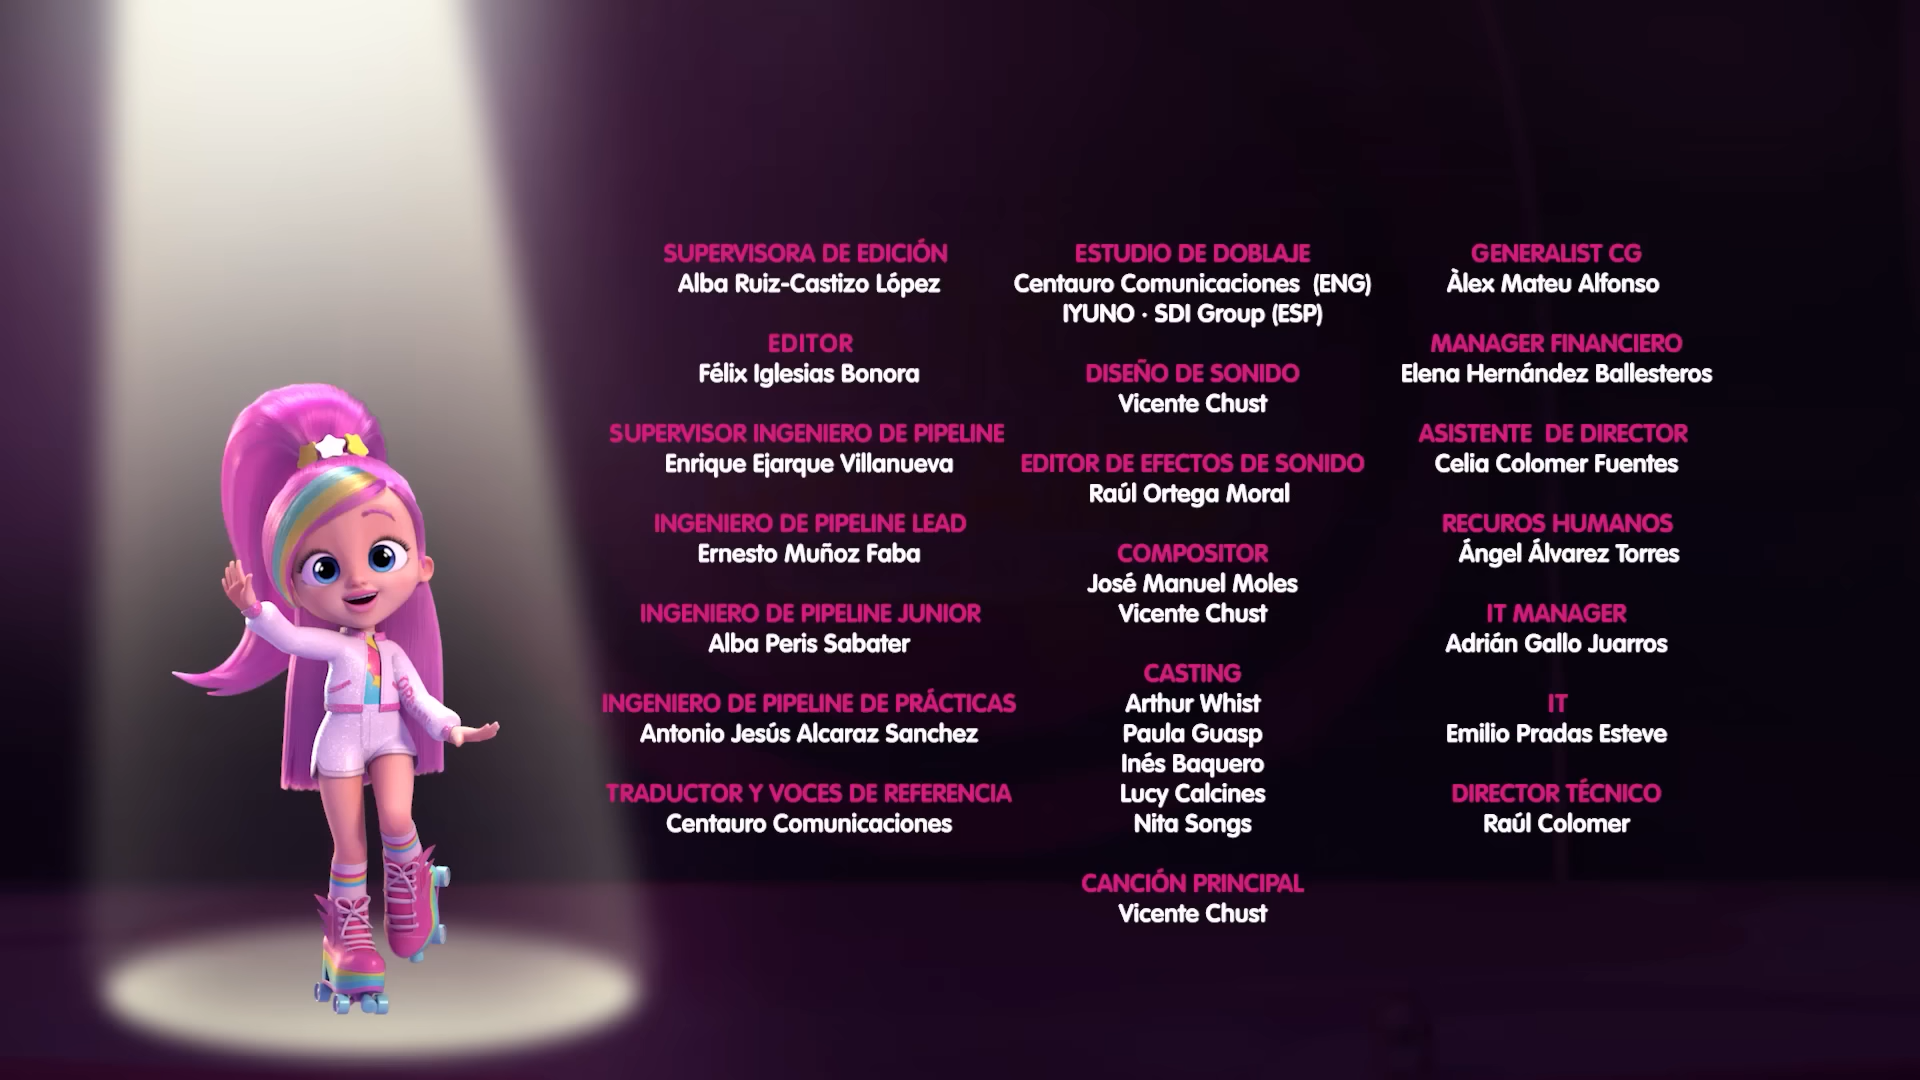 SUPERVISORA DE EDICIÓN
Alba Ruiz-Castizo López
EDITOR
Félix Iglesias Bonora
SUPERVISOR INGENIERO DE PIPELINE
Enrique Ejarque Villanueva
INGENIERO DE PIPELINE LEAD
Ernesto Muñoz Faba
INGENIERO DE PIPELINE JUNIOR
Alba Peris Sabater
INGENIERO DE PIPELINE DE PRÁCTICAS
Antonio Jesús Alcaraz Sanchez
TRADUCTOR Y VOCES DE REFERENCIA
Centauro Comunicaciones
ESTUDIO DE DOBLAJE
Centauro Comunicaciones  (ENG)
IYUNO · SDI Group (ESP)
DISEÑO DE SONIDO
Vicente Chust
EDITOR DE EFECTOS DE SONIDO
Raúl Ortega Moral
COMPOSITOR
José Manuel Moles
Vicente Chust
CASTING
Arthur Whist
Paula Guasp
Inés Baquero
Lucy Calcines
Nita Songs
CANCIÓN PRINCIPAL
Vicente Chust
GENERALIST CG
Àlex Mateu Alfonso
MANAGER FINANCIERO
Elena Hernández Ballesteros
ASISTENTE  DE DIRECTOR
Celia Colomer Fuentes
RECUROS HUMANOS
Ángel Álvarez Torres
IT MANAGER
Adrián Gallo Juarros
IT
Emilio Pradas Esteve
DIRECTOR TÉCNICO
Raúl Colomer